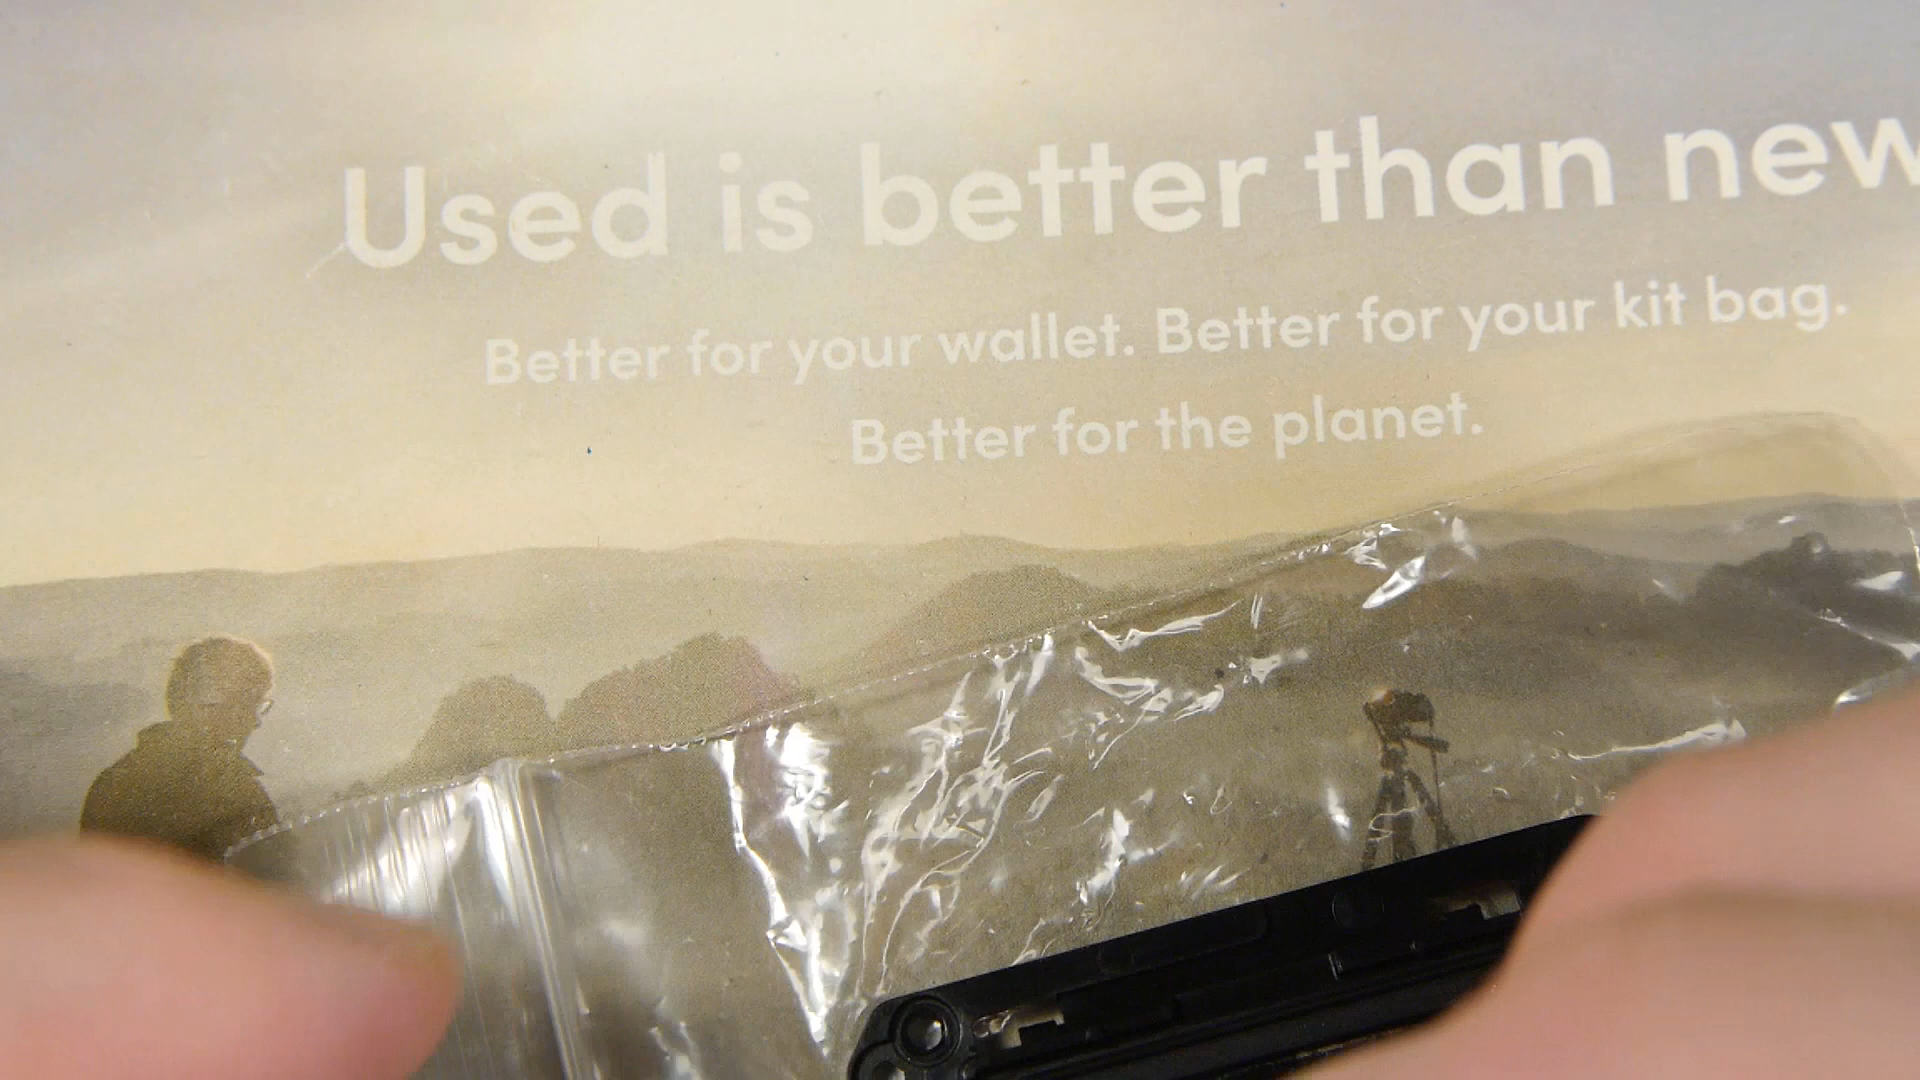 Used is better than new
Better for your wallet. Better for your kit bag.
Better for the planet.